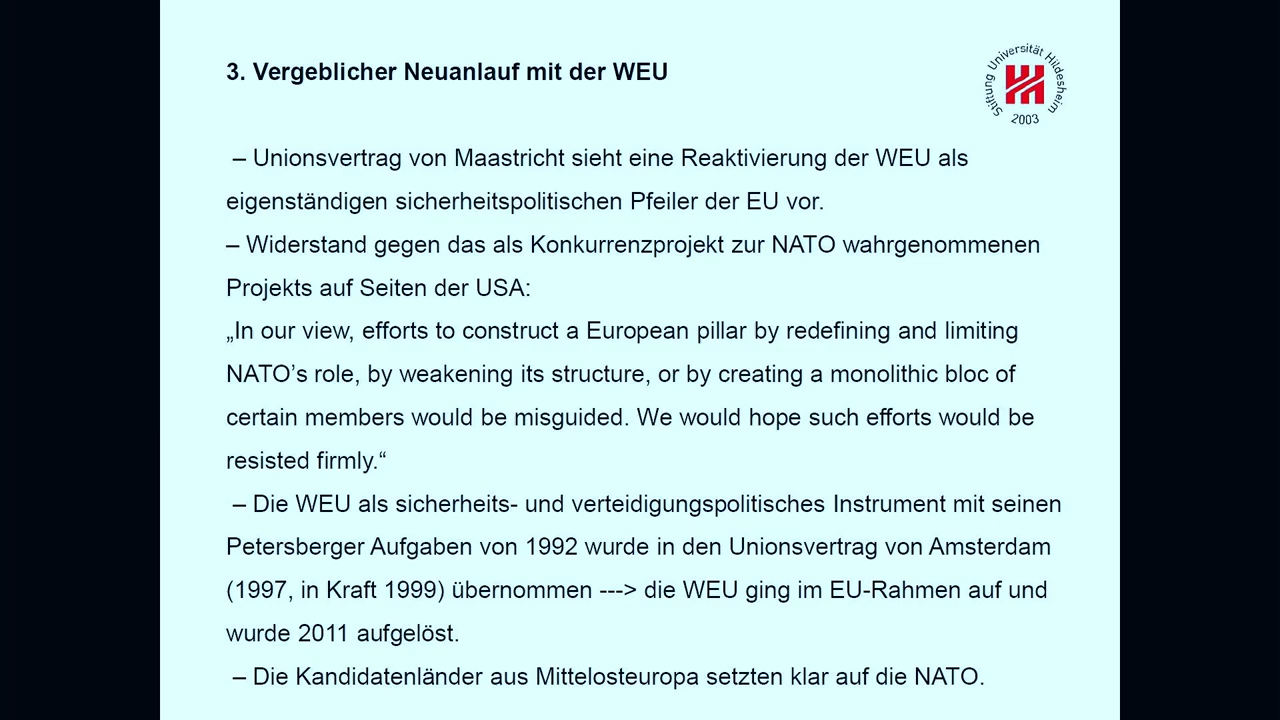 3. Vergeblicher Neuanlauf mit der WEU
Stiftung Universität Hildesheim
2003
– Unionsvertrag von Maastricht sieht eine Reaktivierung der WEU als
eigenständigen sicherheitspolitischen Pfeiler der EU vor.
– Widerstand gegen das als Konkurrenzprojekt zur NATO wahrgenommenen
Projekts auf Seiten der USA:
„In our view, efforts to construct a European pillar by redefining and limiting
NATO’s role, by weakening its structure, or by creating a monolithic bloc of
certain members would be misguided. We would hope such efforts would be
resisted firmly.“
– Die WEU als sicherheits- und verteidigungspolitisches Instrument mit seinen
Petersberger Aufgaben von 1992 wurde in den Unionsvertrag von Amsterdam
(1997, in Kraft 1999) übernommen ---> die WEU ging im EU-Rahmen auf und
wurde 2011 aufgelöst.
– Die Kandidatenländer aus Mittelosteuropa setzten klar auf die NATO.